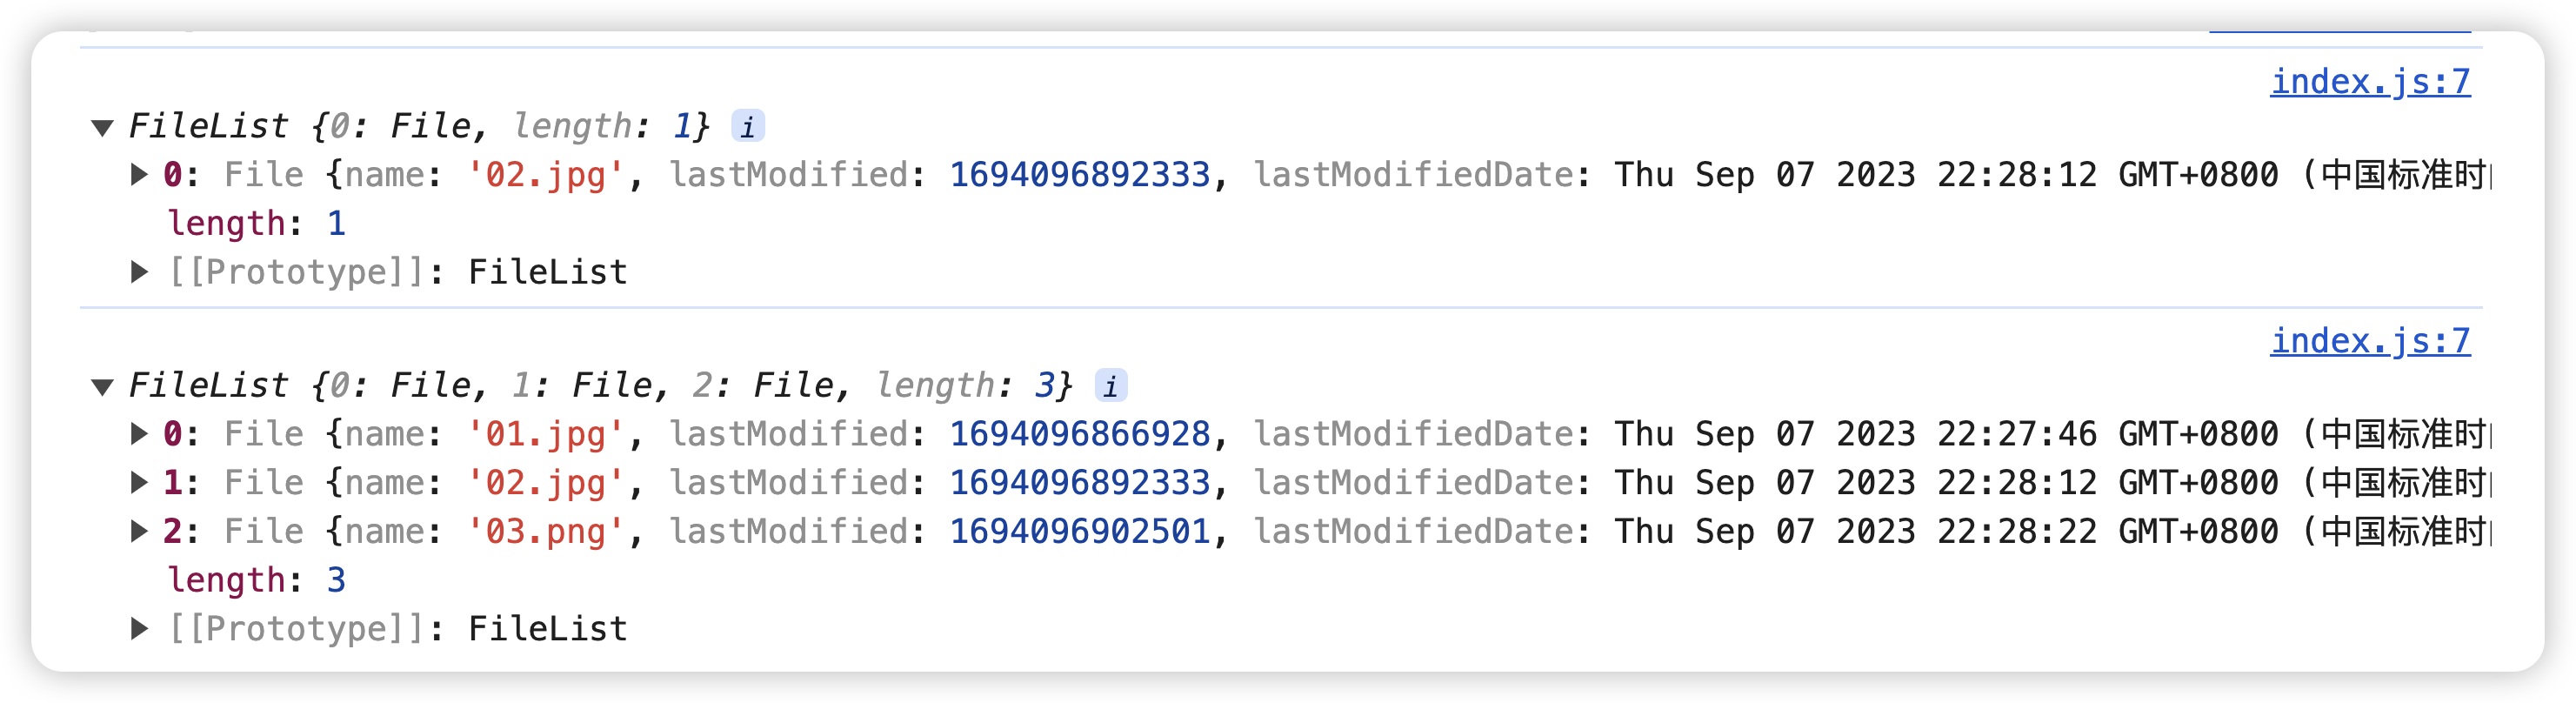 index.js:7
▼ FileList {0: File, length: 1} i
▶ 0: File {name: '02.jpg', lastModified: 1694096892333, lastModifiedDate: Thu Sep 07 2023 22:28:12 GMT+0800 (中国标准时
length: 1
▶ [[Prototype]]: FileList
index.js:7
▼ FileList {0: File, 1: File, 2: File, length: 3} i
▶ 0: File {name: '01.jpg', lastModified: 1694096866928, lastModifiedDate: Thu Sep 07 2023 22:27:46 GMT+0800 (中国标准时
▶ 1: File {name: '02.jpg', lastModified: 1694096892333, lastModifiedDate: Thu Sep 07 2023 22:28:12 GMT+0800 (中国标准时
▶ 2: File {name: '03.png', lastModified: 1694096902501, lastModifiedDate: Thu Sep 07 2023 22:28:22 GMT+0800 (中国标准时
length: 3
▶ [[Prototype]]: FileList